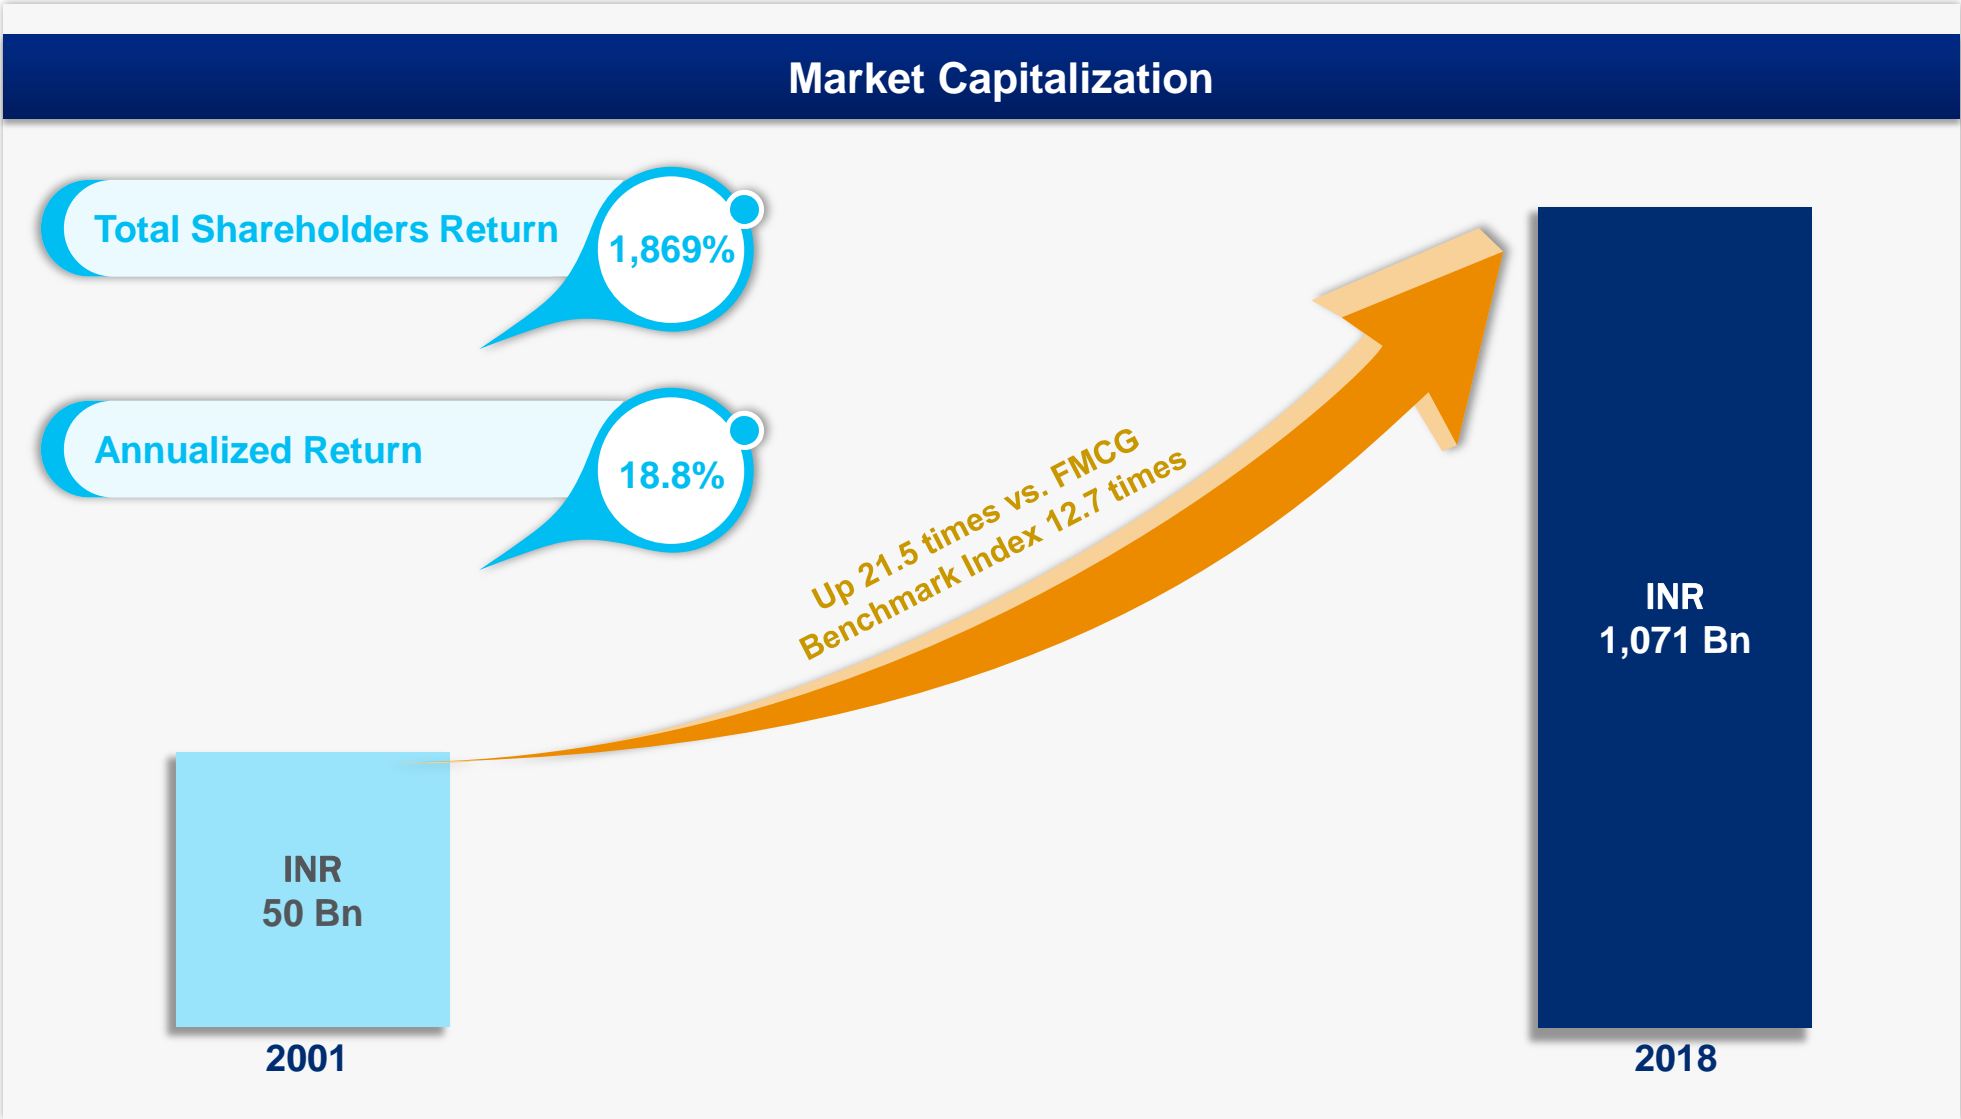 Market Capitalization
Total Shareholders Return
1,869%
Annualized Return
18.8%
Up 21.5 times vs. FMCG
Benchmark Index 12.7 times
INR
1,071 Bn
INR
50 Bn
2001
2018